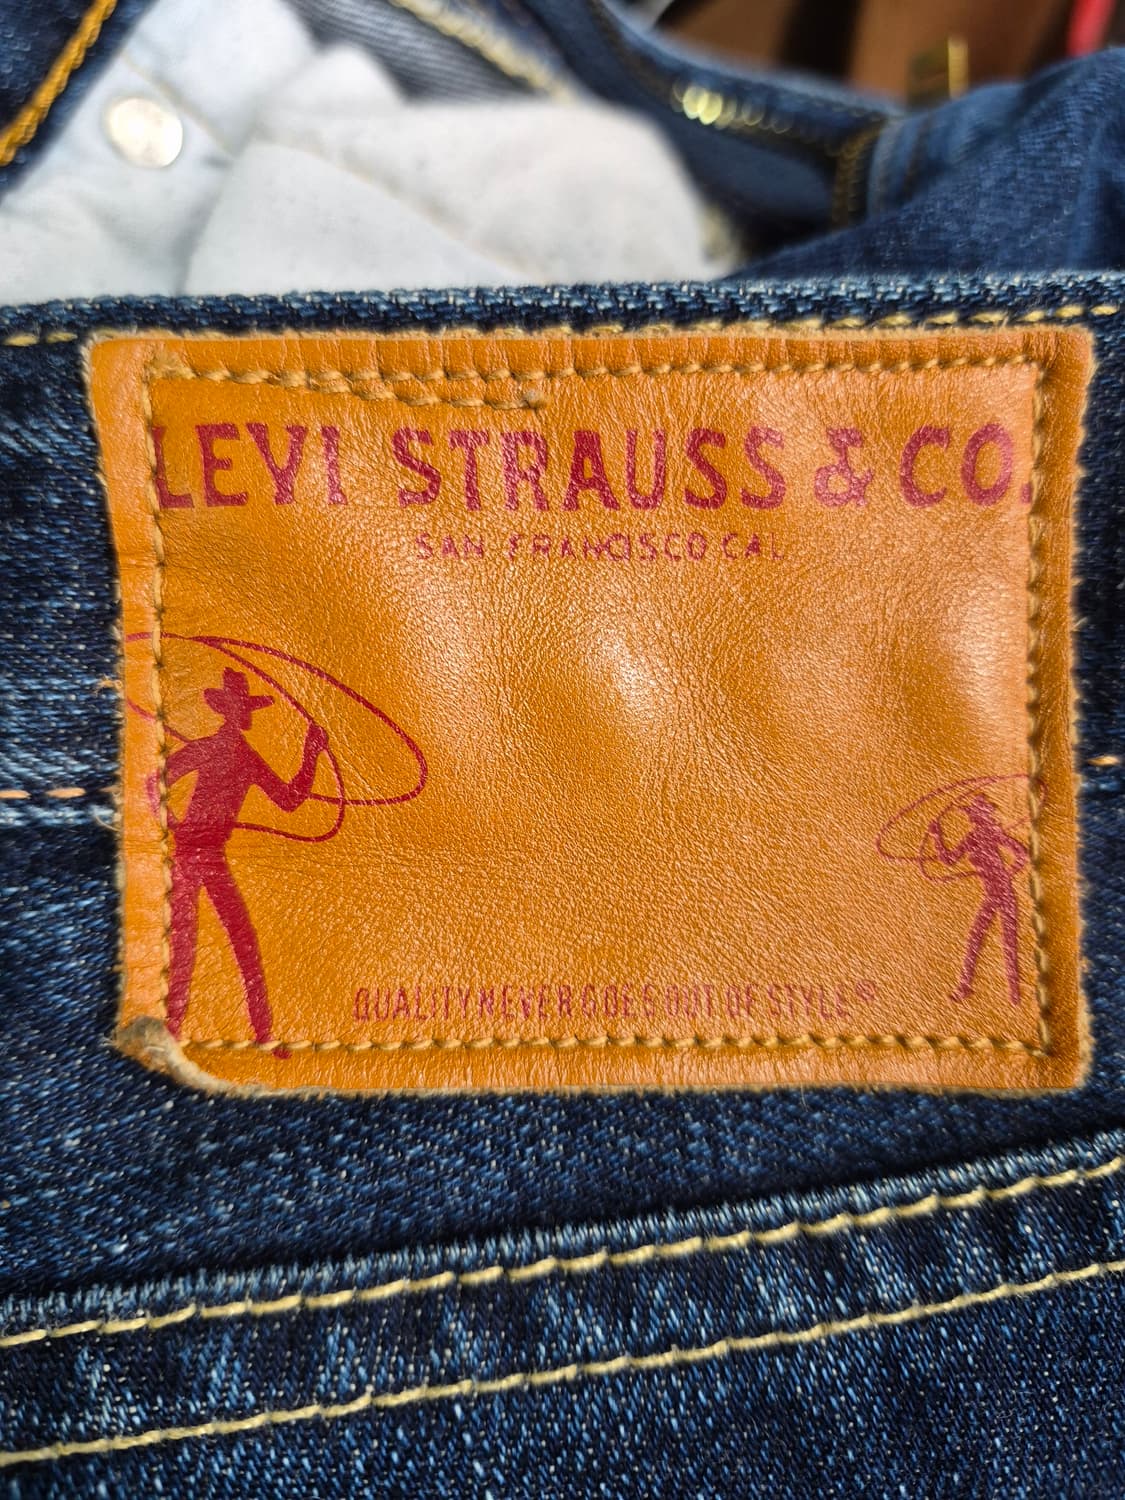 LEVI STRAUSS & CO.
SAN FRANCISCO CAL
QUALITY NEVER GOES OUT OF STYLE®